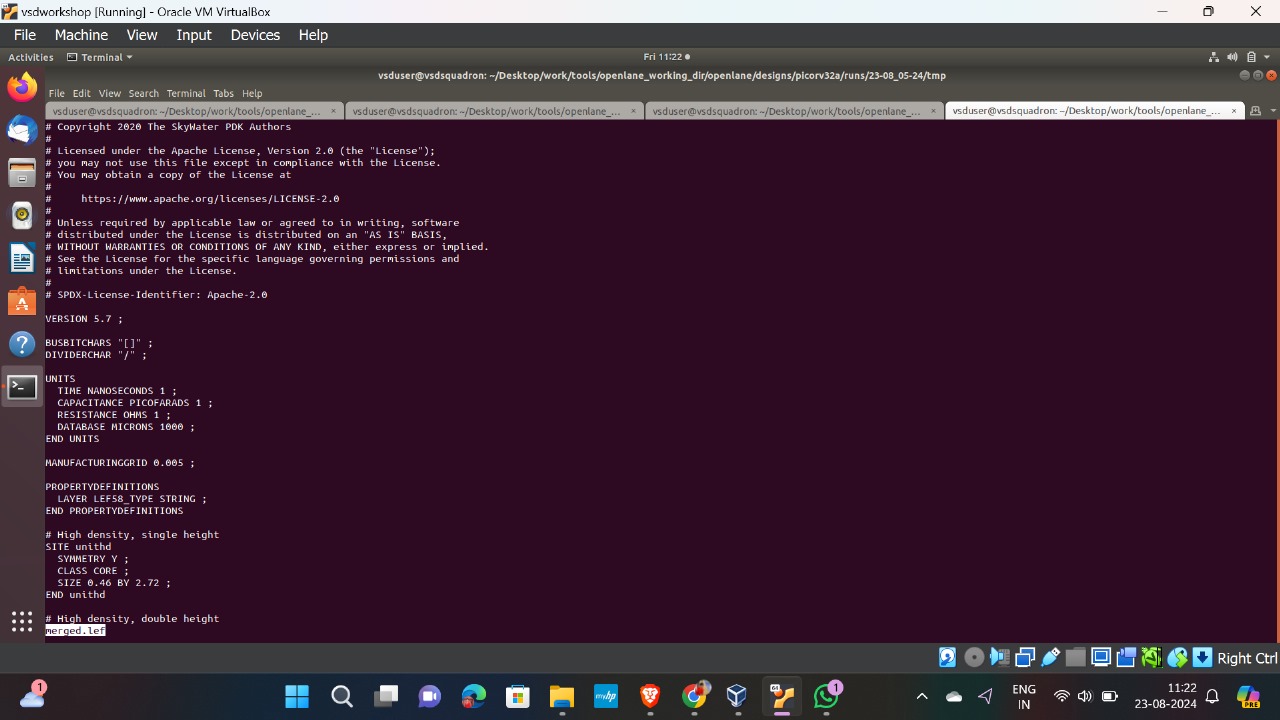 vsdworkshop [Running] - Oracle VM VirtualBox
File Machine View Input Devices Help
Activities Terminal Fri 11:22
vsduser@vsdsquadron: ~/Desktop/work/tools/openlane_working_dir/openlane/designs/picorv32a/runs/23-08_05-24/tmp
File Edit View Search Terminal Tabs Help
vsduser@vsdsquadron: ~/Desktop/work/tools/openlane_... × vsduser@vsdsquadron: ~/Desktop/work/tools/openlane_... × vsduser@vsdsquadron: ~/Desktop/work/tools/openlane_... × vsduser@vsdsquadron: ~/Desktop/work/tools/openlane_... ×
# Copyright 2020 The SkyWater PDK Authors
#
# Licensed under the Apache License, Version 2.0 (the "License");
# you may not use this file except in compliance with the License.
# You may obtain a copy of the License at
#
#     https://www.apache.org/licenses/LICENSE-2.0
#
# Unless required by applicable law or agreed to in writing, software
# distributed under the License is distributed on an "AS IS" BASIS,
# WITHOUT WARRANTIES OR CONDITIONS OF ANY KIND, either express or implied.
# See the License for the specific language governing permissions and
# limitations under the License.
#
# SPDX-License-Identifier: Apache-2.0
VERSION 5.7 ;
BUSBITCHARS "[]" ;
DIVIDERCHAR "/" ;
UNITS
  TIME NANOSECONDS 1 ;
  CAPACITANCE PICOFARADS 1 ;
  RESISTANCE OHMS 1 ;
  DATABASE MICRONS 1000 ;
END UNITS
MANUFACTURINGGRID 0.005 ;
PROPERTYDEFINITIONS
  LAYER LEF58_TYPE STRING ;
END PROPERTYDEFINITIONS
# High density, single height
SITE unithd
  SYMMETRY Y ;
  CLASS CORE ;
  SIZE 0.46 BY 2.72 ;
END unithd
# High density, double height
merged.lef
Right Ctrl
1
myhp
64
1
ENG
IN
11:22
23-08-2024
PRE